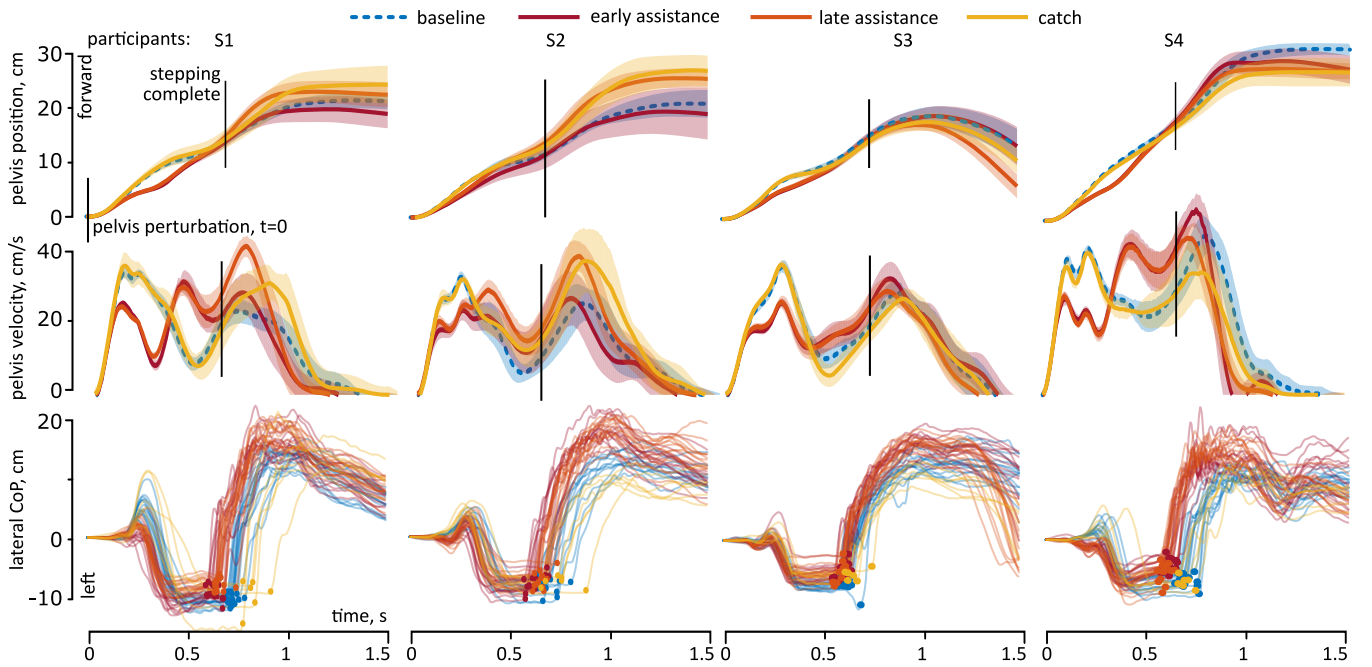 baseline early assistance late assistance catch
participants: S1 S2 S3 S4
30
20
10
0
pelvis position, cm
forward
stepping
complete
pelvis perturbation, t=0
40
20
0
pelvis velocity, cm/s
20
0
-10
lateral CoP, cm
left
time, s
0 0.5 1 1.5
0 0.5 1 1.5
0 0.5 1 1.5
0 0.5 1 1.5